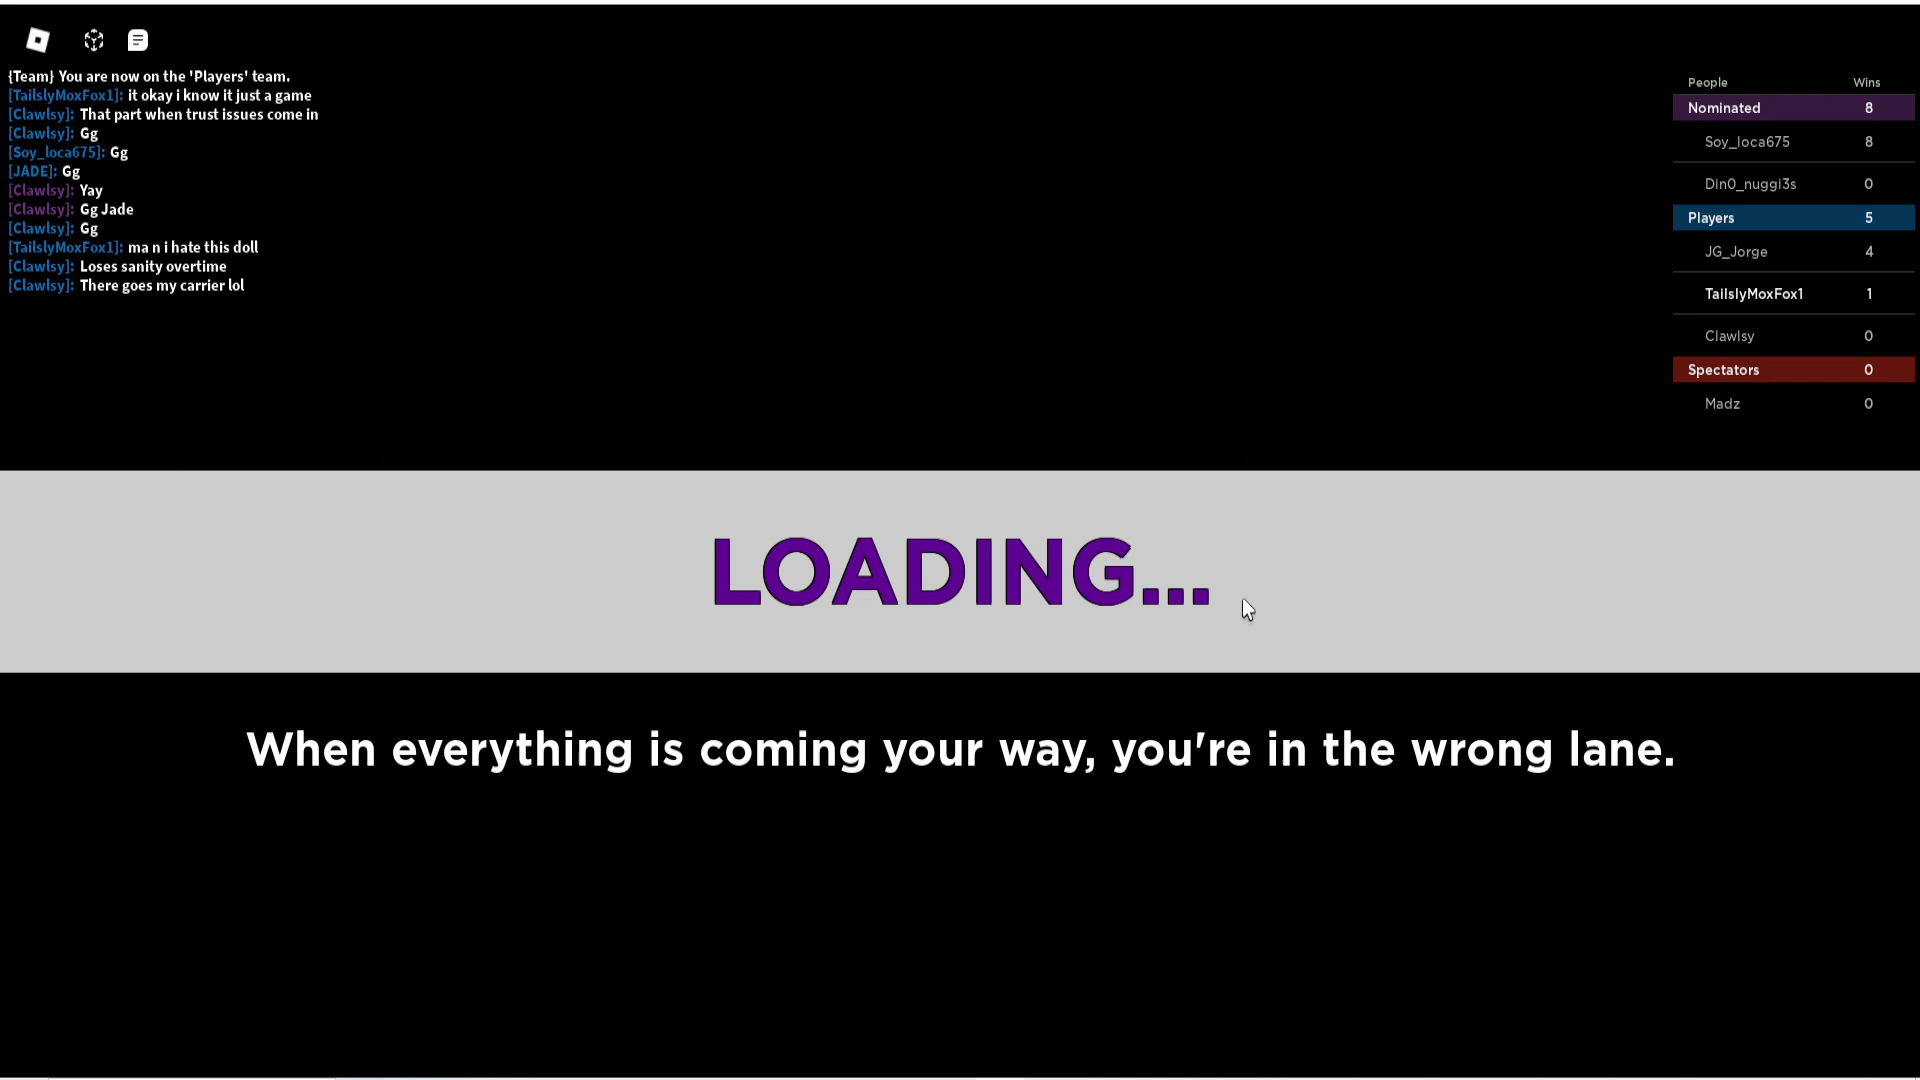 {Team} You are now on the 'Players' team.
[TailslyMoxFox1]: it okay i know it just a game
[Clawlsy]: That part when trust issues come in
[Clawlsy]: Gg
[Soy_loca675]: Gg
[JADE]: Gg
[Clawlsy]: Yay
[Clawlsy]: Gg Jade
[Clawlsy]: Gg
[TailslyMoxFox1]: ma n i hate this doll
[Clawlsy]: Loses sanity overtime
[Clawlsy]: There goes my carrier lol
People Wins
Nominated 8
Soy_loca675 8
Din0_nuggi3s 0
Players 5
JG_Jorge 4
TailslyMoxFox1 1
Clawlsy 0
Spectators 0
Madz 0
LOADING...
When everything is coming your way, you're in the wrong lane.